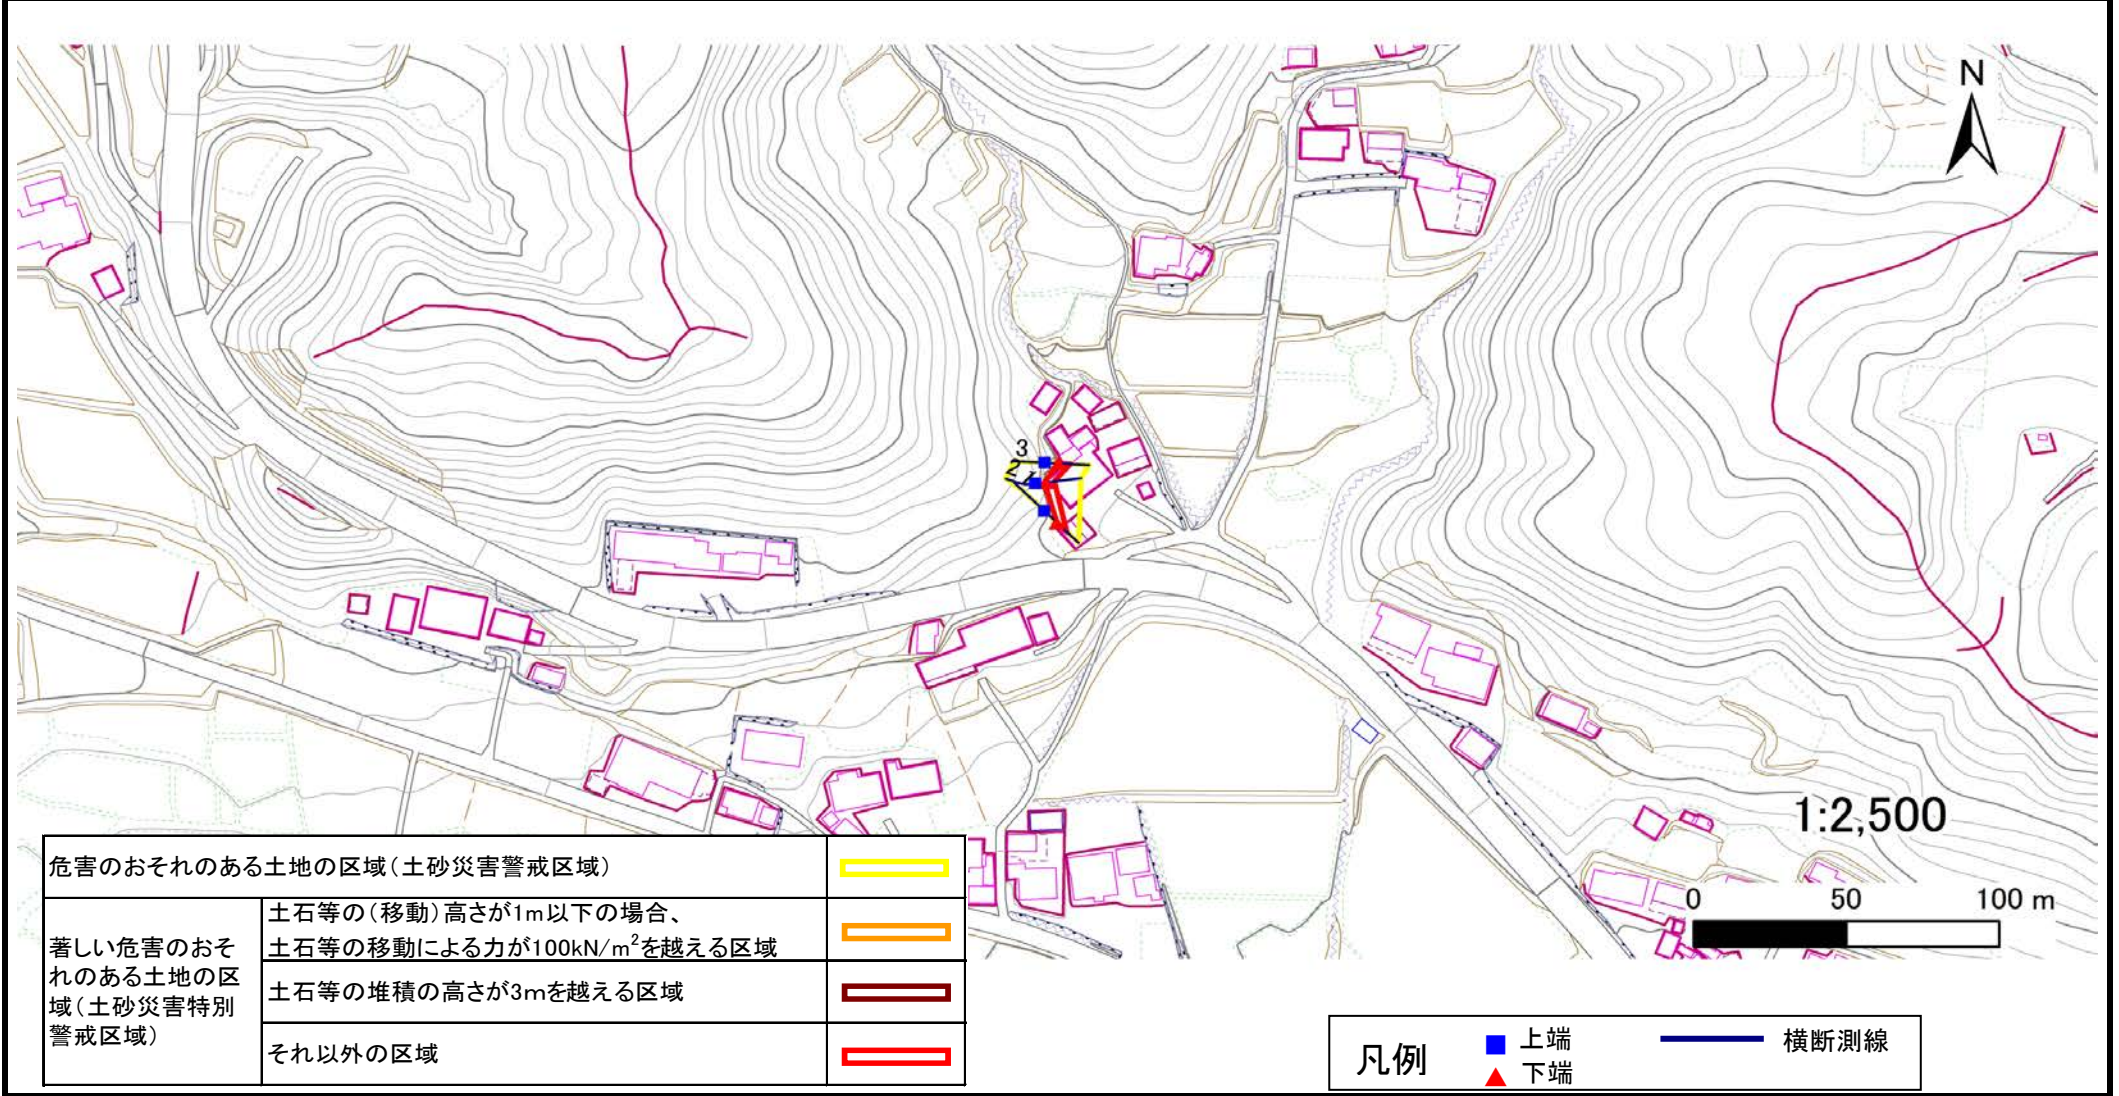 N
3
2
1:2,500
0 50 100 m
危害のおそれのある土地の区域(土砂災害警戒区域)
著しい危害のおそ
れのある土地の区
域(土砂災害特別
警戒区域)
土石等の(移動)高さが1m以下の場合、
土石等の移動による力が100kN/m²を越える区域
土石等の堆積の高さが3mを越える区域
それ以外の区域
凡例
上端
下端
横断測線